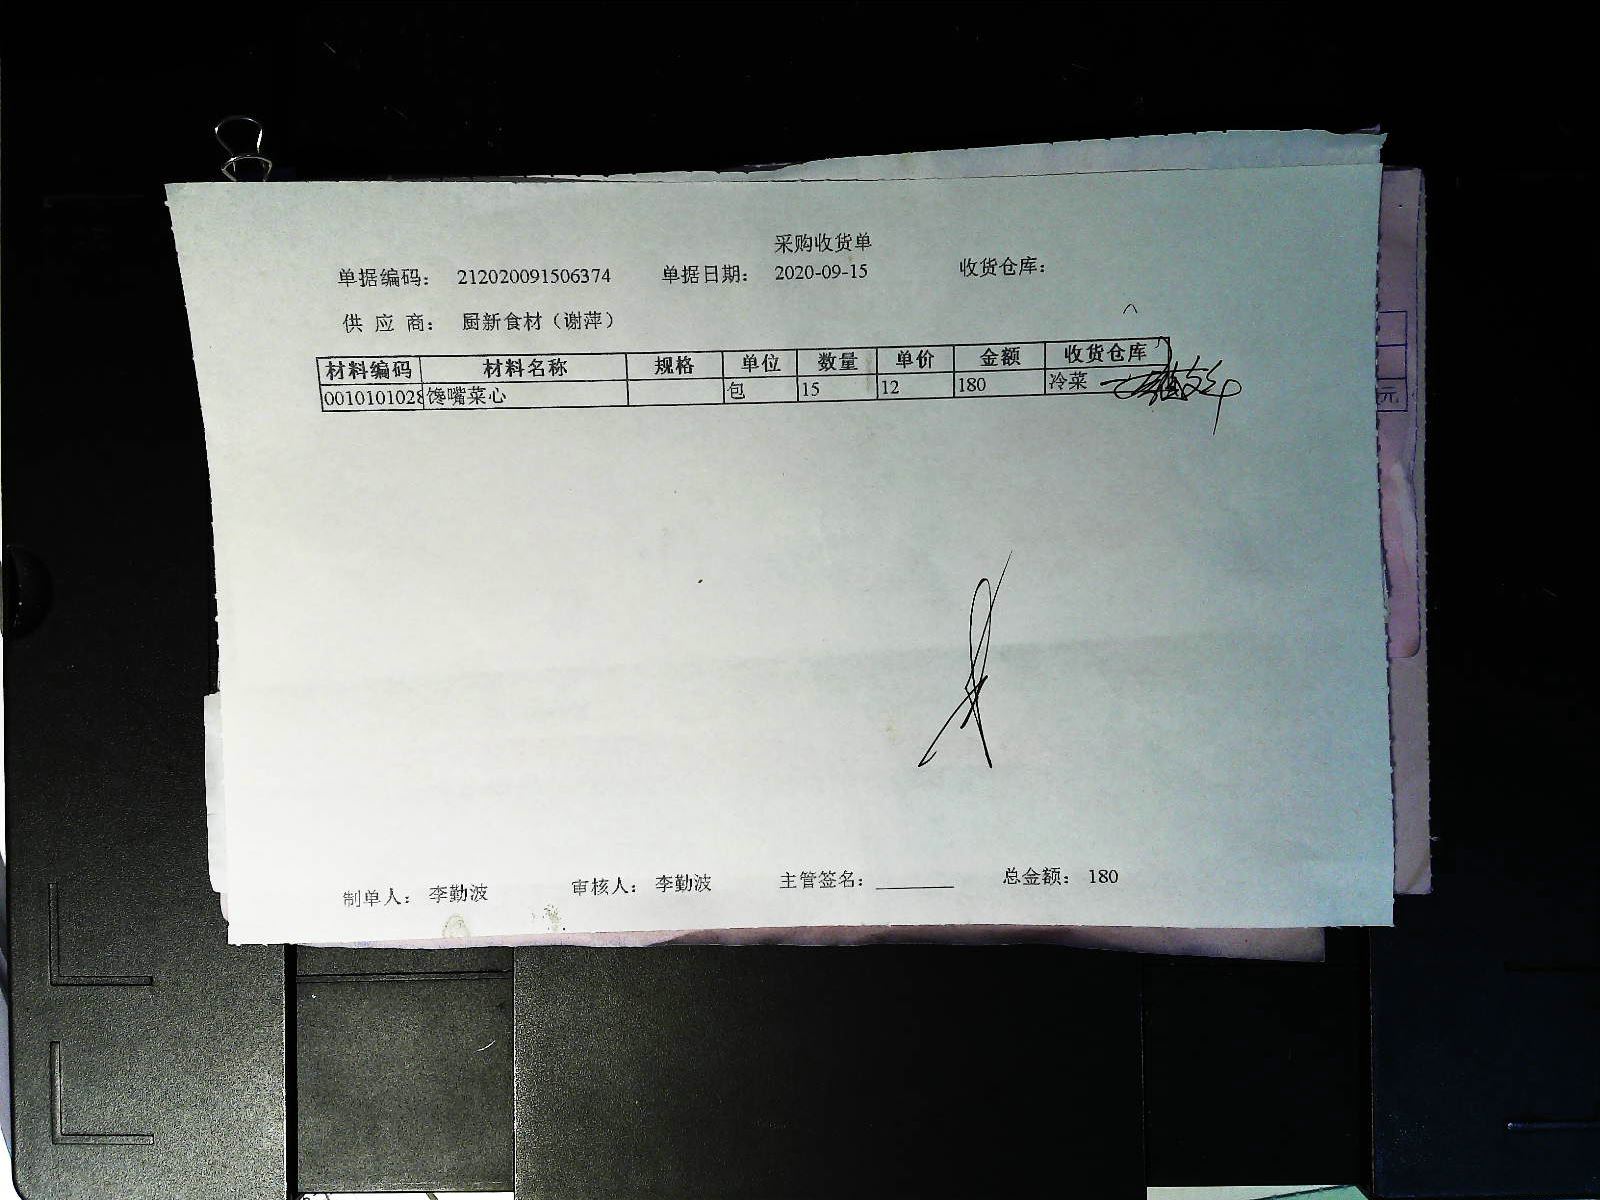 采购收货单
单据编码： 212020091506374 单据日期： 2020-09-15 收货仓库：
供 应 商： 厨新食材（谢萍）
材料编码 材料名称 规格 单位 数量 单价 金额 收货仓库
0010101028 馋嘴菜心 包 15 12 180 冷菜
元
制单人： 李勤波 审核人： 李勤波 主管签名：________ 总金额： 180